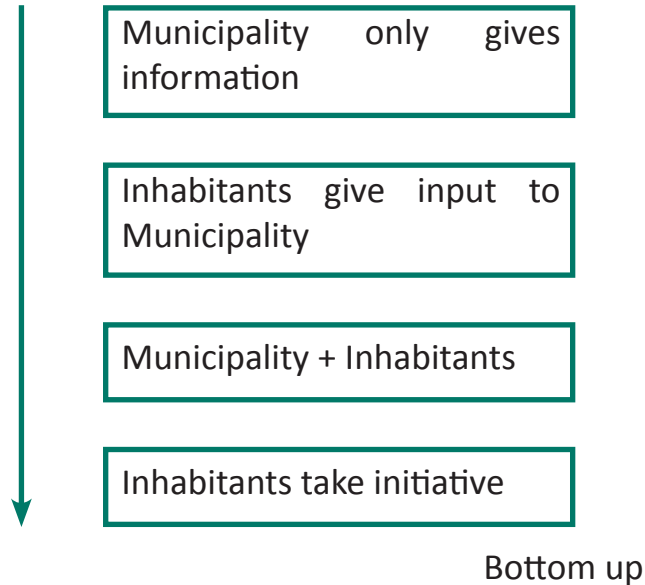 Municipality only gives
information
Inhabitants give input to
Municipality
Municipality + Inhabitants
Inhabitants take initiative
Bottom up